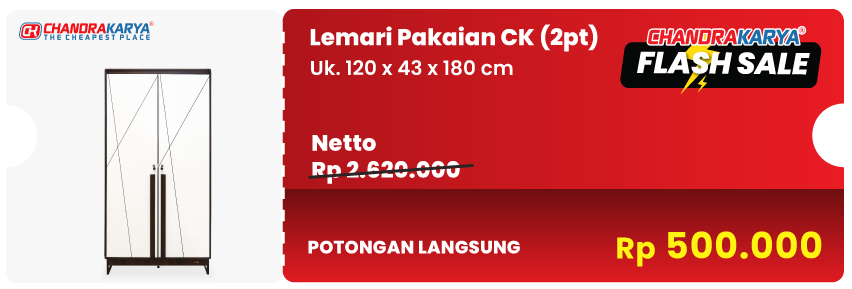 CK CHANDRAKARYA®
THE CHEAPEST PLACE
Lemari Pakaian CK (2pt)
Uk. 120 x 43 x 180 cm
CHANDRAKARYA®
FLASH SALE
Netto
Rp 2.620.000
POTONGAN LANGSUNG
Rp 500.000